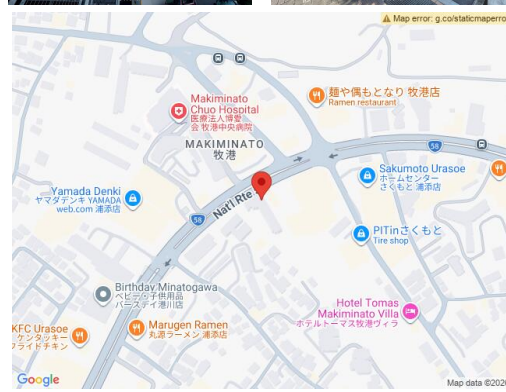 Map error: g.co/staticmaperro
麺や偶もとなり 牧港店
Ramen restaurant
Makiminato
Chuo Hospital
医療法人博愛
会 牧港中央病院
MAKIMINATO
牧港
58
Sakumoto Urasoe
ホームセンター
さくもと 浦添店
Yamada Denki
ヤマダデンキ YAMADA
web.com 浦添店
Nat'l Rte
58
PITinさくもと
Tire shop
Birthday Minatogawa
ベビー・子供用品
バースデイ港川店
Hotel Tomas
Makiminato Villa
ホテルトーマス牧港ヴィラ
KFC Urasoe
ケンタッキー
フライドチキン
Marugen Ramen
丸源ラーメン 浦添店
58
Google
Map data ©202